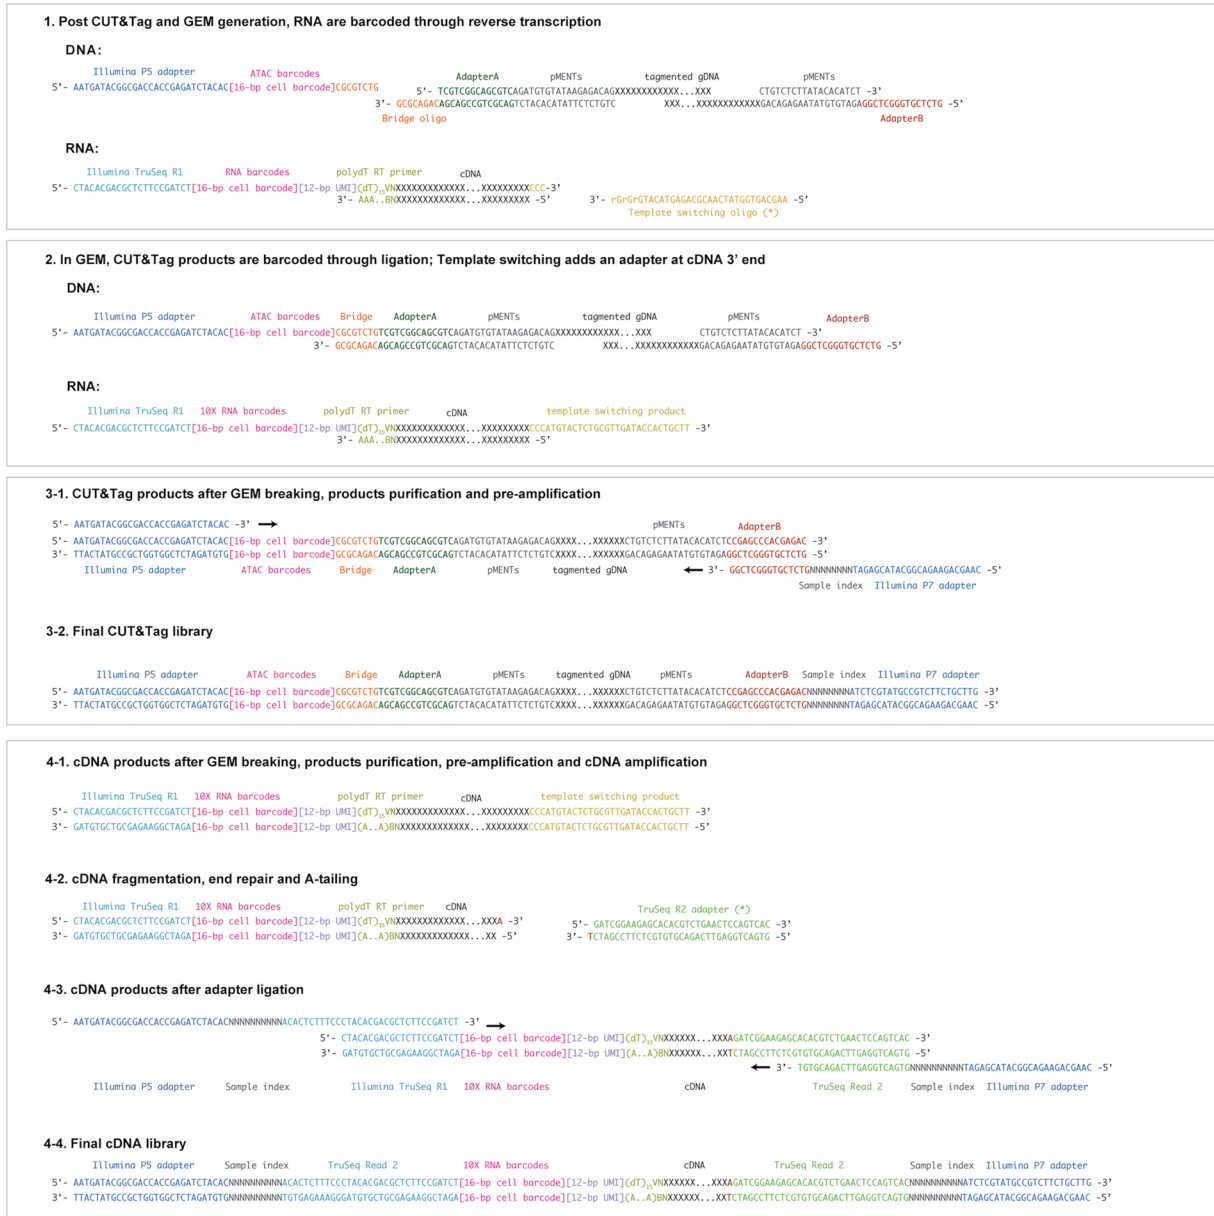 1. Post CUT&Tag and GEM generation, RNA are barcoded through reverse transcription
DNA:
Illumina P5 adapter ATAC barcodes AdapterA pMENTs tagmented gDNA pMENTs
5'- AATGATACGGCGACCACCGAGATCTACAC[16-bp cell barcode]CGCGTCTG 5'- TCGTCGGCAGCGTCAGATGTGTATAAGAGACAGXXXXXXXXXXXX...XXX CTGTCTCTTATACACATCT -3'
3'- GCGCAGACAGCAGCCGTCGCAGTCTACACATATTCTCTGTC XXX...XXXXXXXXXXXXGACAGAGAATATGTGTAGAGGCTCGGGTGCTCTG -5'
Bridge oligo AdapterB
RNA:
Illumina TruSeq R1 RNA barcodes polydT RT primer cDNA
5'- CTACACGACGCTCTTCCGATCT[16-bp cell barcode][12-bp UMI](dT)15VNXXXXXXXXXXXXX...XXXXXXXXXCCC-3'
3'- AAA..BNXXXXXXXXXXXXX...XXXXXXXXX -5' 3'- rGrGrGTACATGAGACGCAACTATGGTGACGAA -5'
Template switching oligo (*)
2. In GEM, CUT&Tag products are barcoded through ligation; Template switching adds an adapter at cDNA 3' end
DNA:
Illumina P5 adapter ATAC barcodes Bridge AdapterA pMENTs tagmented gDNA pMENTs AdapterB
5'- AATGATACGGCGACCACCGAGATCTACAC[16-bp cell barcode]CGCGTCTGTCGTCGGCAGCGTCAGATGTGTATAAGAGACAGXXXXXXXXXXXX...XXX CTGTCTCTTATACACATCT -3'
3'- GCGCAGACAGCAGCCGTCGCAGTCTACACATATTCTCTGTC XXX...XXXXXXXXXXXXGACAGAGAATATGTGTAGAGGCTCGGGTGCTCTG -5'
RNA:
Illumina TruSeq R1 10X RNA barcodes polydT RT primer cDNA template switching product
5'- CTACACGACGCTCTTCCGATCT[16-bp cell barcode][12-bp UMI](dT)15VNXXXXXXXXXXXXX...XXXXXXXXXCCCATGTACTCTGCGTTGATACCACTGCTT -3'
3'- AAA..BNXXXXXXXXXXXXX...XXXXXXXXX -5'
3-1. CUT&Tag products after GEM breaking, products purification and pre-amplification
5'- AATGATACGGCGACCACCGAGATCTACAC -3' pMENTs AdapterB
5'- AATGATACGGCGACCACCGAGATCTACAC[16-bp cell barcode]CGCGTCTGTCGTCGGCAGCGTCAGATGTGTATAAGAGACAGXXXX...XXXXXXCTGTCTCTTATACACATCTCCGAGCCCACGAGAC -3'
3'- TTACTATGCCGCTGGTGGCTCTAGATGTG[16-bp cell barcode]GCGCAGACAGCAGCCGTCGCAGTCTACACATATTCTCTGTCXXXX...XXXXXXGACAGAGAATATGTGTAGAGGCTCGGGTGCTCTG -5'
Illumina P5 adapter ATAC barcodes Bridge AdapterA pMENTs tagmented gDNA 3'- GGCTCGGGTGCTCTGNNNNNNNNTAGAGCATACGGCAGAAGACGAAC -5'
Sample index Illumina P7 adapter
3-2. Final CUT&Tag library
Illumina P5 adapter ATAC barcodes Bridge AdapterA pMENTs tagmented gDNA pMENTs AdapterB Sample index Illumina P7 adapter
5'- AATGATACGGCGACCACCGAGATCTACAC[16-bp cell barcode]CGCGTCTGTCGTCGGCAGCGTCAGATGTGTATAAGAGACAGXXXX...XXXXXXCTGTCTCTTATACACATCTCCGAGCCCACGAGACNNNNNNNNATCTCGTATGCCGTCTTCTGCTTG -3'
3'- TTACTATGCCGCTGGTGGCTCTAGATGTG[16-bp cell barcode]GCGCAGACAGCAGCCGTCGCAGTCTACACATATTCTCTGTCXXXX...XXXXXXGACAGAGAATATGTGTAGAGGCTCGGGTGCTCTGNNNNNNNNTAGAGCATACGGCAGAAGACGAAC -5'
4-1. cDNA products after GEM breaking, products purification, pre-amplification and cDNA amplification
Illumina TruSeq R1 10X RNA barcodes polydT RT primer cDNA template switching product
5'- CTACACGACGCTCTTCCGATCT[16-bp cell barcode][12-bp UMI](dT)15VNXXXXXXXXXXXXX...XXXXXXXXXCCCATGTACTCTGCGTTGATACCACTGCTT -3'
3'- GATGTGCTGCGAGAAGGCTAGA[16-bp cell barcode][12-bp UMI](A..A)BNXXXXXXXXXXXXX...XXXXXXXXCCCATGTACTCTGCGTTGATACCACTGCTT -5'
4-2. cDNA fragmentation, end repair and A-tailing
Illumina TruSeq R1 10X RNA barcodes polydT RT primer cDNA TruSeq R2 adapter (*)
5'- CTACACGACGCTCTTCCGATCT[16-bp cell barcode][12-bp UMI](dT)15VNXXXXXXXXXXXXX...XXXA -3' 5'- GATCGGAAGAGCACACGTCTGAACTCCAGTCAC -3'
3'- GATGTGCTGCGAGAAGGCTAGA[16-bp cell barcode][12-bp UMI](A..A)BNXXXXXXXXXXXXX...XX -5' 3'- TCTAGCCTTCTCGTGTGCAGACTTGAGGTCAGTG -5'
4-3. cDNA products after adapter ligation
5'- AATGATACGGCGACCACCGAGATCTACACNNNNNNNNNNACACTCTTTCCCTACACGACGCTCTTCCGATCT -3'
5'- CTACACGACGCTCTTCCGATCT[16-bp cell barcode][12-bp UMI](dT)15VNXXXXXX...XXXAGATCGGAAGAGCACACGTCTGAACTCCAGTCAC -3'
3'- GATGTGCTGCGAGAAGGCTAGA[16-bp cell barcode][12-bp UMI](A..A)BNXXXXXX...XXTCTAGCCTTCTCGTGTGCAGACTTGAGGTCAGTG -5'
3'- TGTGCAGACTTGAGGTCAGTGNNNNNNNNNNTAGAGCATACGGCAGAAGACGAAC -5'
Illumina P5 adapter Sample index Illumina TruSeq R1 10X RNA barcodes cDNA TruSeq Read 2 Sample index Illumina P7 adapter
4-4. Final cDNA library
Illumina P5 adapter Sample index TruSeq Read 2 10X RNA barcodes cDNA TruSeq Read 2 Sample index Illumina P7 adapter
5'- AATGATACGGCGACCACCGAGATCTACACNNNNNNNNNNACACTCTTTCCCTACACGACGCTCTTCCGATCT[16-bp cell barcode][12-bp UMI](dT)15VNXXXXXX...XXXAGATCGGAAGAGCACACGTCTGAACTCCAGTCACNNNNNNNNNNATCTCGTATGCCGTCTTCTGCTTG -3'
3'- TTACTATGCCGCTGGTGGCTCTAGATGTGNNNNNNNNNNTGTGAGAAAGGGATGTGCTGCGAGAAGGCTAGA[16-bp cell barcode][12-bp UMI](A..A)BNXXXXXX...XXTCTAGCCTTCTCGTGTGCAGACTTGAGGTCAGTGNNNNNNNNNNTAGAGCATACGGCAGAAGACGAAC -5'